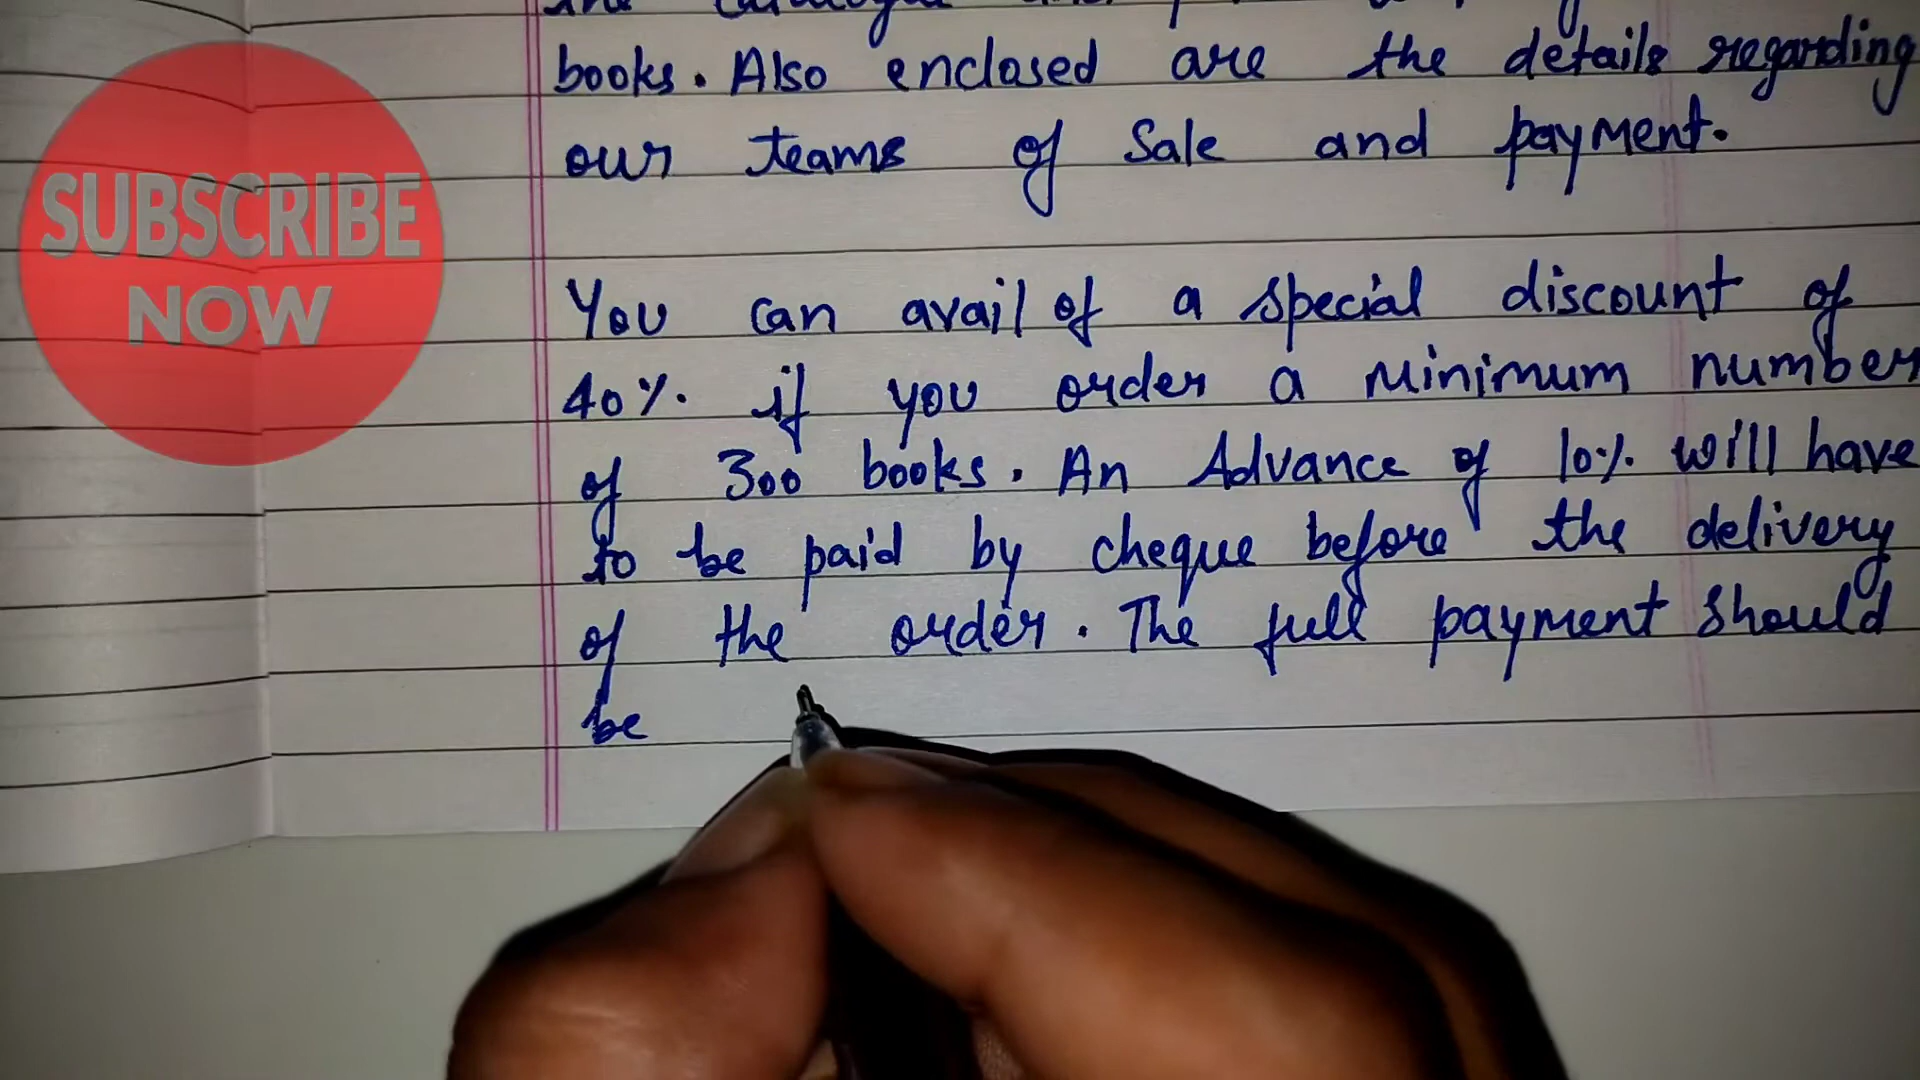 SUBSCRIBE
NOW
the catalogue
books. Also enclosed are the details regarding
our teams of Sale and payment.
You can avail of a special discount of
40% if you order a minimum number
of 300 books. An Advance of 10% will have
to be paid by cheque before the delivery
of the order. The full payment should
be